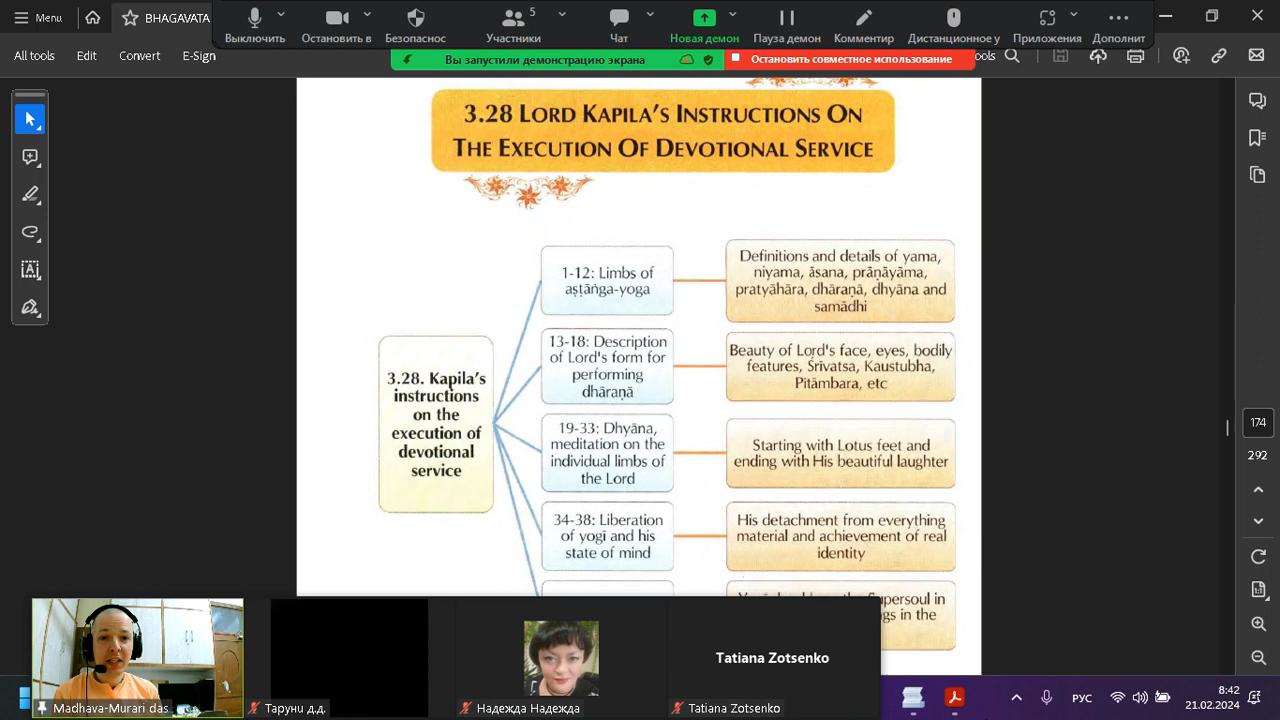 Menu
BHAGAVATA
5
Выключить
Остановить в
Безопаснос
Участники
Чат
Новая демон
Пауза демон
Комментир
Дистанционное у
Приложения
Дополнит
ools
Edit
Convert
E-Sign
Вы запустили демонстрацию экрана
Остановить совместное использование
ools
3.28 LORD KAPILA'S INSTRUCTIONS ON
THE EXECUTION OF DEVOTIONAL SERVICE
3.28. Kapila's
instructions
on the
execution of
devotional
service
1-12: Limbs of
aṣṭāṅga-yoga
Definitions and details of yama,
niyama, āsana, prāṇāyāma,
pratyāhāra, dhāraṇā, dhyāna and
samādhi
13-18: Description
of Lord's form for
performing
dhāraṇā
Beauty of Lord's face, eyes, bodily
features, Śrīvatsa, Kaustubha,
Pītāmbara, etc
19-33: Dhyāna,
meditation on the
individual limbs of
the Lord
Starting with Lotus feet and
ending with His beautiful laughter
34-38: Liberation
of yogī and his
state of mind
His detachment from everything
material and achievement of real
identity
in
in the
174
292
Madhava-Murari das
Таруни д.д.
Надежда Надежда
Tatiana Zotsenko
Tatiana Zotsenko
РУС
8:42
21.02.2024